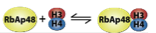 RbAp48 + H3 H4 ⇌ RbAp48 H3 H4